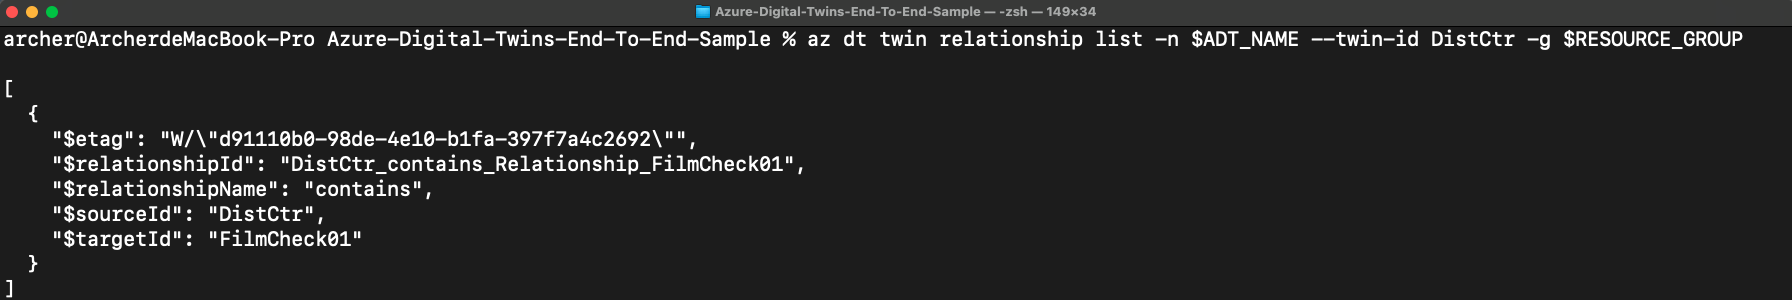 Azure-Digital-Twins-End-To-End-Sample — -zsh — 149×34
archer@ArcherdeMacBook-Pro Azure-Digital-Twins-End-To-End-Sample % az dt twin relationship list -n $ADT_NAME --twin-id DistCtr -g $RESOURCE_GROUP
[
  {
    "$etag": "W/\"d91110b0-98de-4e10-b1fa-397f7a4c2692\"",
    "$relationshipId": "DistCtr_contains_Relationship_FilmCheck01",
    "$relationshipName": "contains",
    "$sourceId": "DistCtr",
    "$targetId": "FilmCheck01"
  }
]